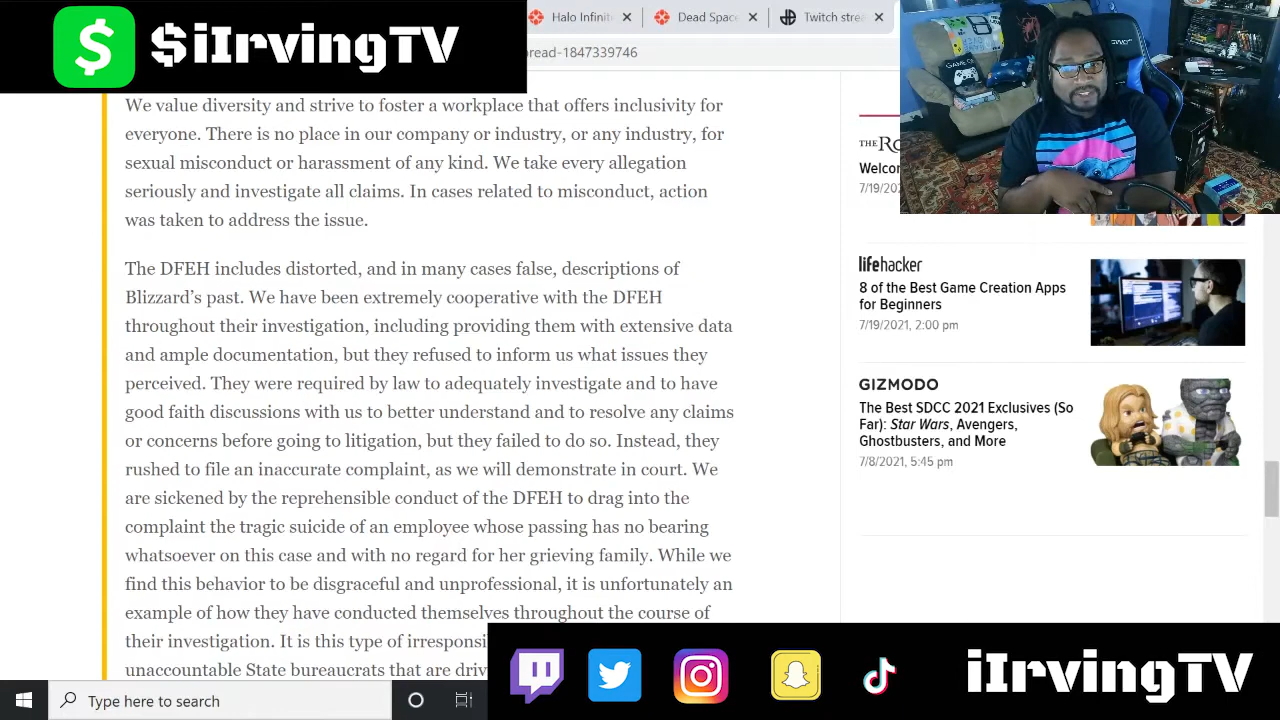 $iIrvingTV
Halo Infinit
Dead Space
Twitch strea
pread-1847339746
We value diversity and strive to foster a workplace that offers inclusivity for
everyone. There is no place in our company or industry, or any industry, for
sexual misconduct or harassment of any kind. We take every allegation
seriously and investigate all claims. In cases related to misconduct, action
was taken to address the issue.
The DFEH includes distorted, and in many cases false, descriptions of
Blizzard's past. We have been extremely cooperative with the DFEH
throughout their investigation, including providing them with extensive data
and ample documentation, but they refused to inform us what issues they
perceived. They were required by law to adequately investigate and to have
good faith discussions with us to better understand and to resolve any claims
or concerns before going to litigation, but they failed to do so. Instead, they
rushed to file an inaccurate complaint, as we will demonstrate in court. We
are sickened by the reprehensible conduct of the DFEH to drag into the
complaint the tragic suicide of an employee whose passing has no bearing
whatsoever on this case and with no regard for her grieving family. While we
find this behavior to be disgraceful and unprofessional, it is unfortunately an
example of how they have conducted themselves throughout the course of
their investigation. It is this type of irresponsi
unaccountable State bureaucrats that are driv
THE RO
Welcon
7/19/202
lifehacker
8 of the Best Game Creation Apps
for Beginners
7/19/2021, 2:00 pm
GIZMODO
The Best SDCC 2021 Exclusives (So
Far): Star Wars, Avengers,
Ghostbusters, and More
7/8/2021, 5:45 pm
iIrvingTV
Type here to search